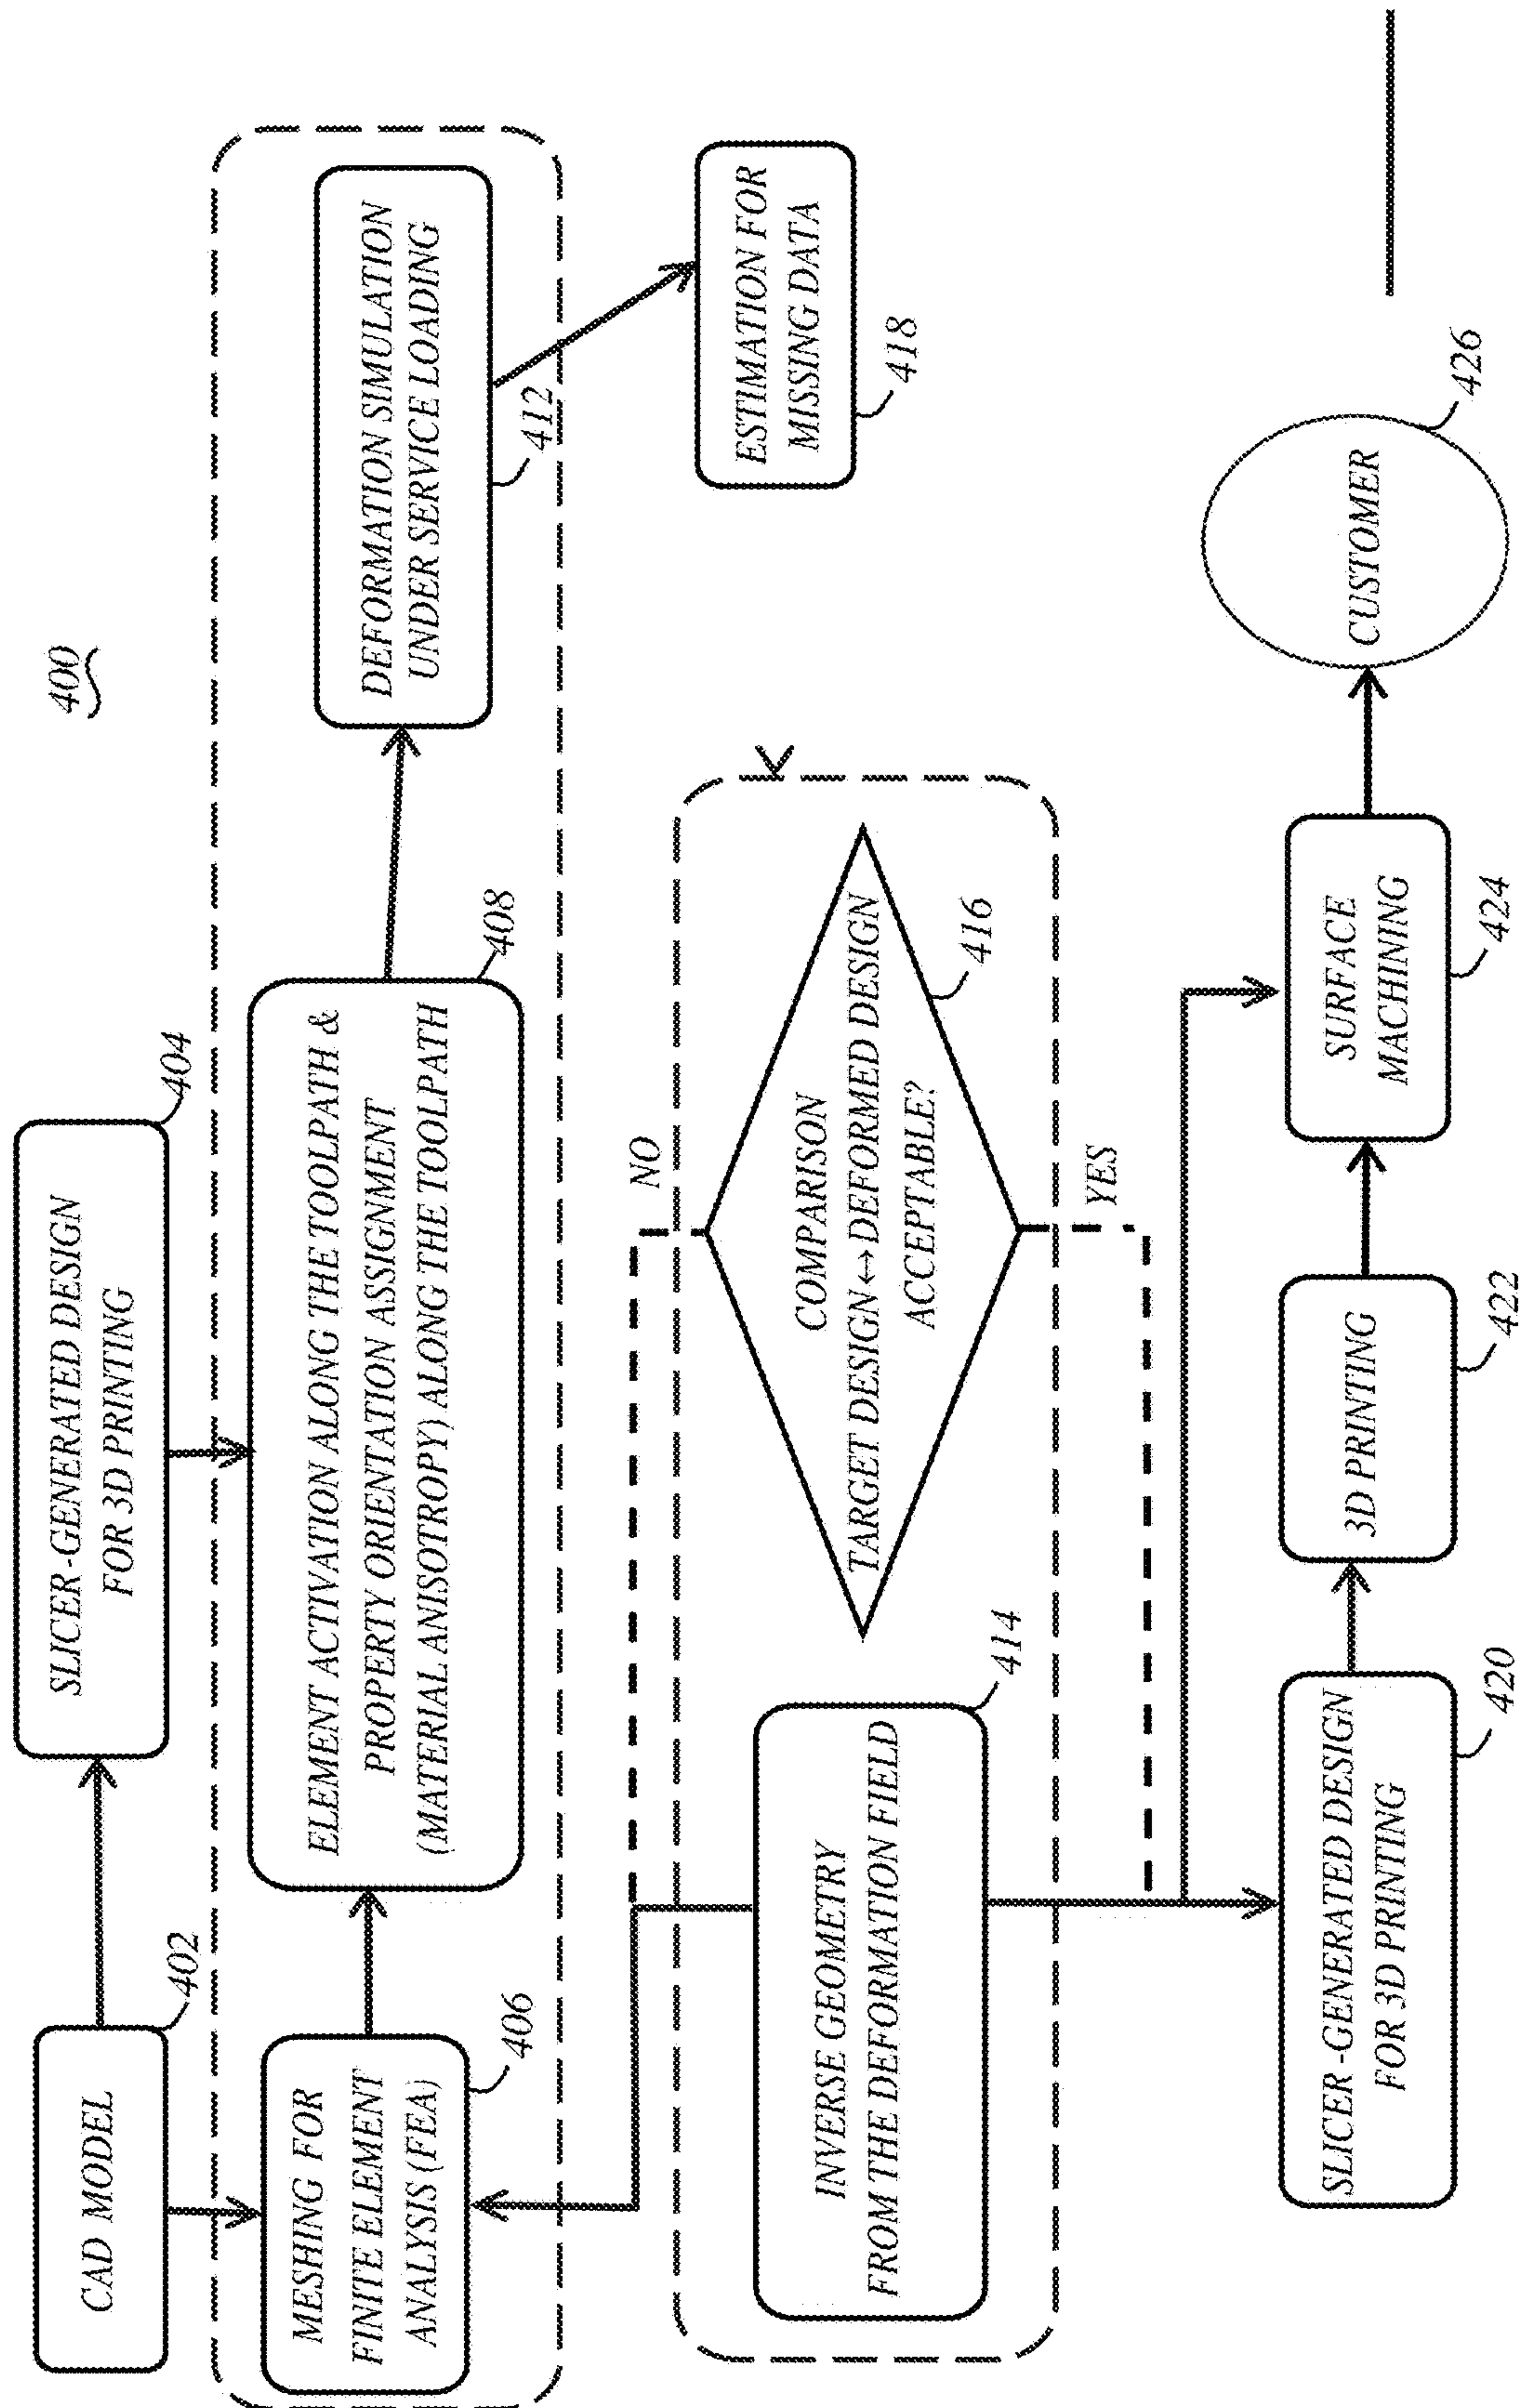 400
CAD MODEL
402
SLICER-GENERATED DESIGN
FOR 3D PRINTING
404
MESHING FOR
FINITE ELEMENT
ANALYSIS (FEA)
406
ELEMENT ACTIVATION ALONG THE TOOLPATH &
PROPERTY ORIENTATION ASSIGNMENT
(MATERIAL ANISOTROPY) ALONG THE TOOLPATH
408
DEFORMATION SIMULATION
UNDER SERVICE LOADING
412
ESTIMATION FOR
MISSING DATA
418
NO
INVERSE GEOMETRY
FROM THE DEFORMATION FIELD
414
COMPARISON
TARGET DESIGN↔DEFORMED DESIGN
ACCEPTABLE?
416
YES
SLICER-GENERATED DESIGN
FOR 3D PRINTING
420
3D PRINTING
422
SURFACE
MACHINING
424
CUSTOMER
426